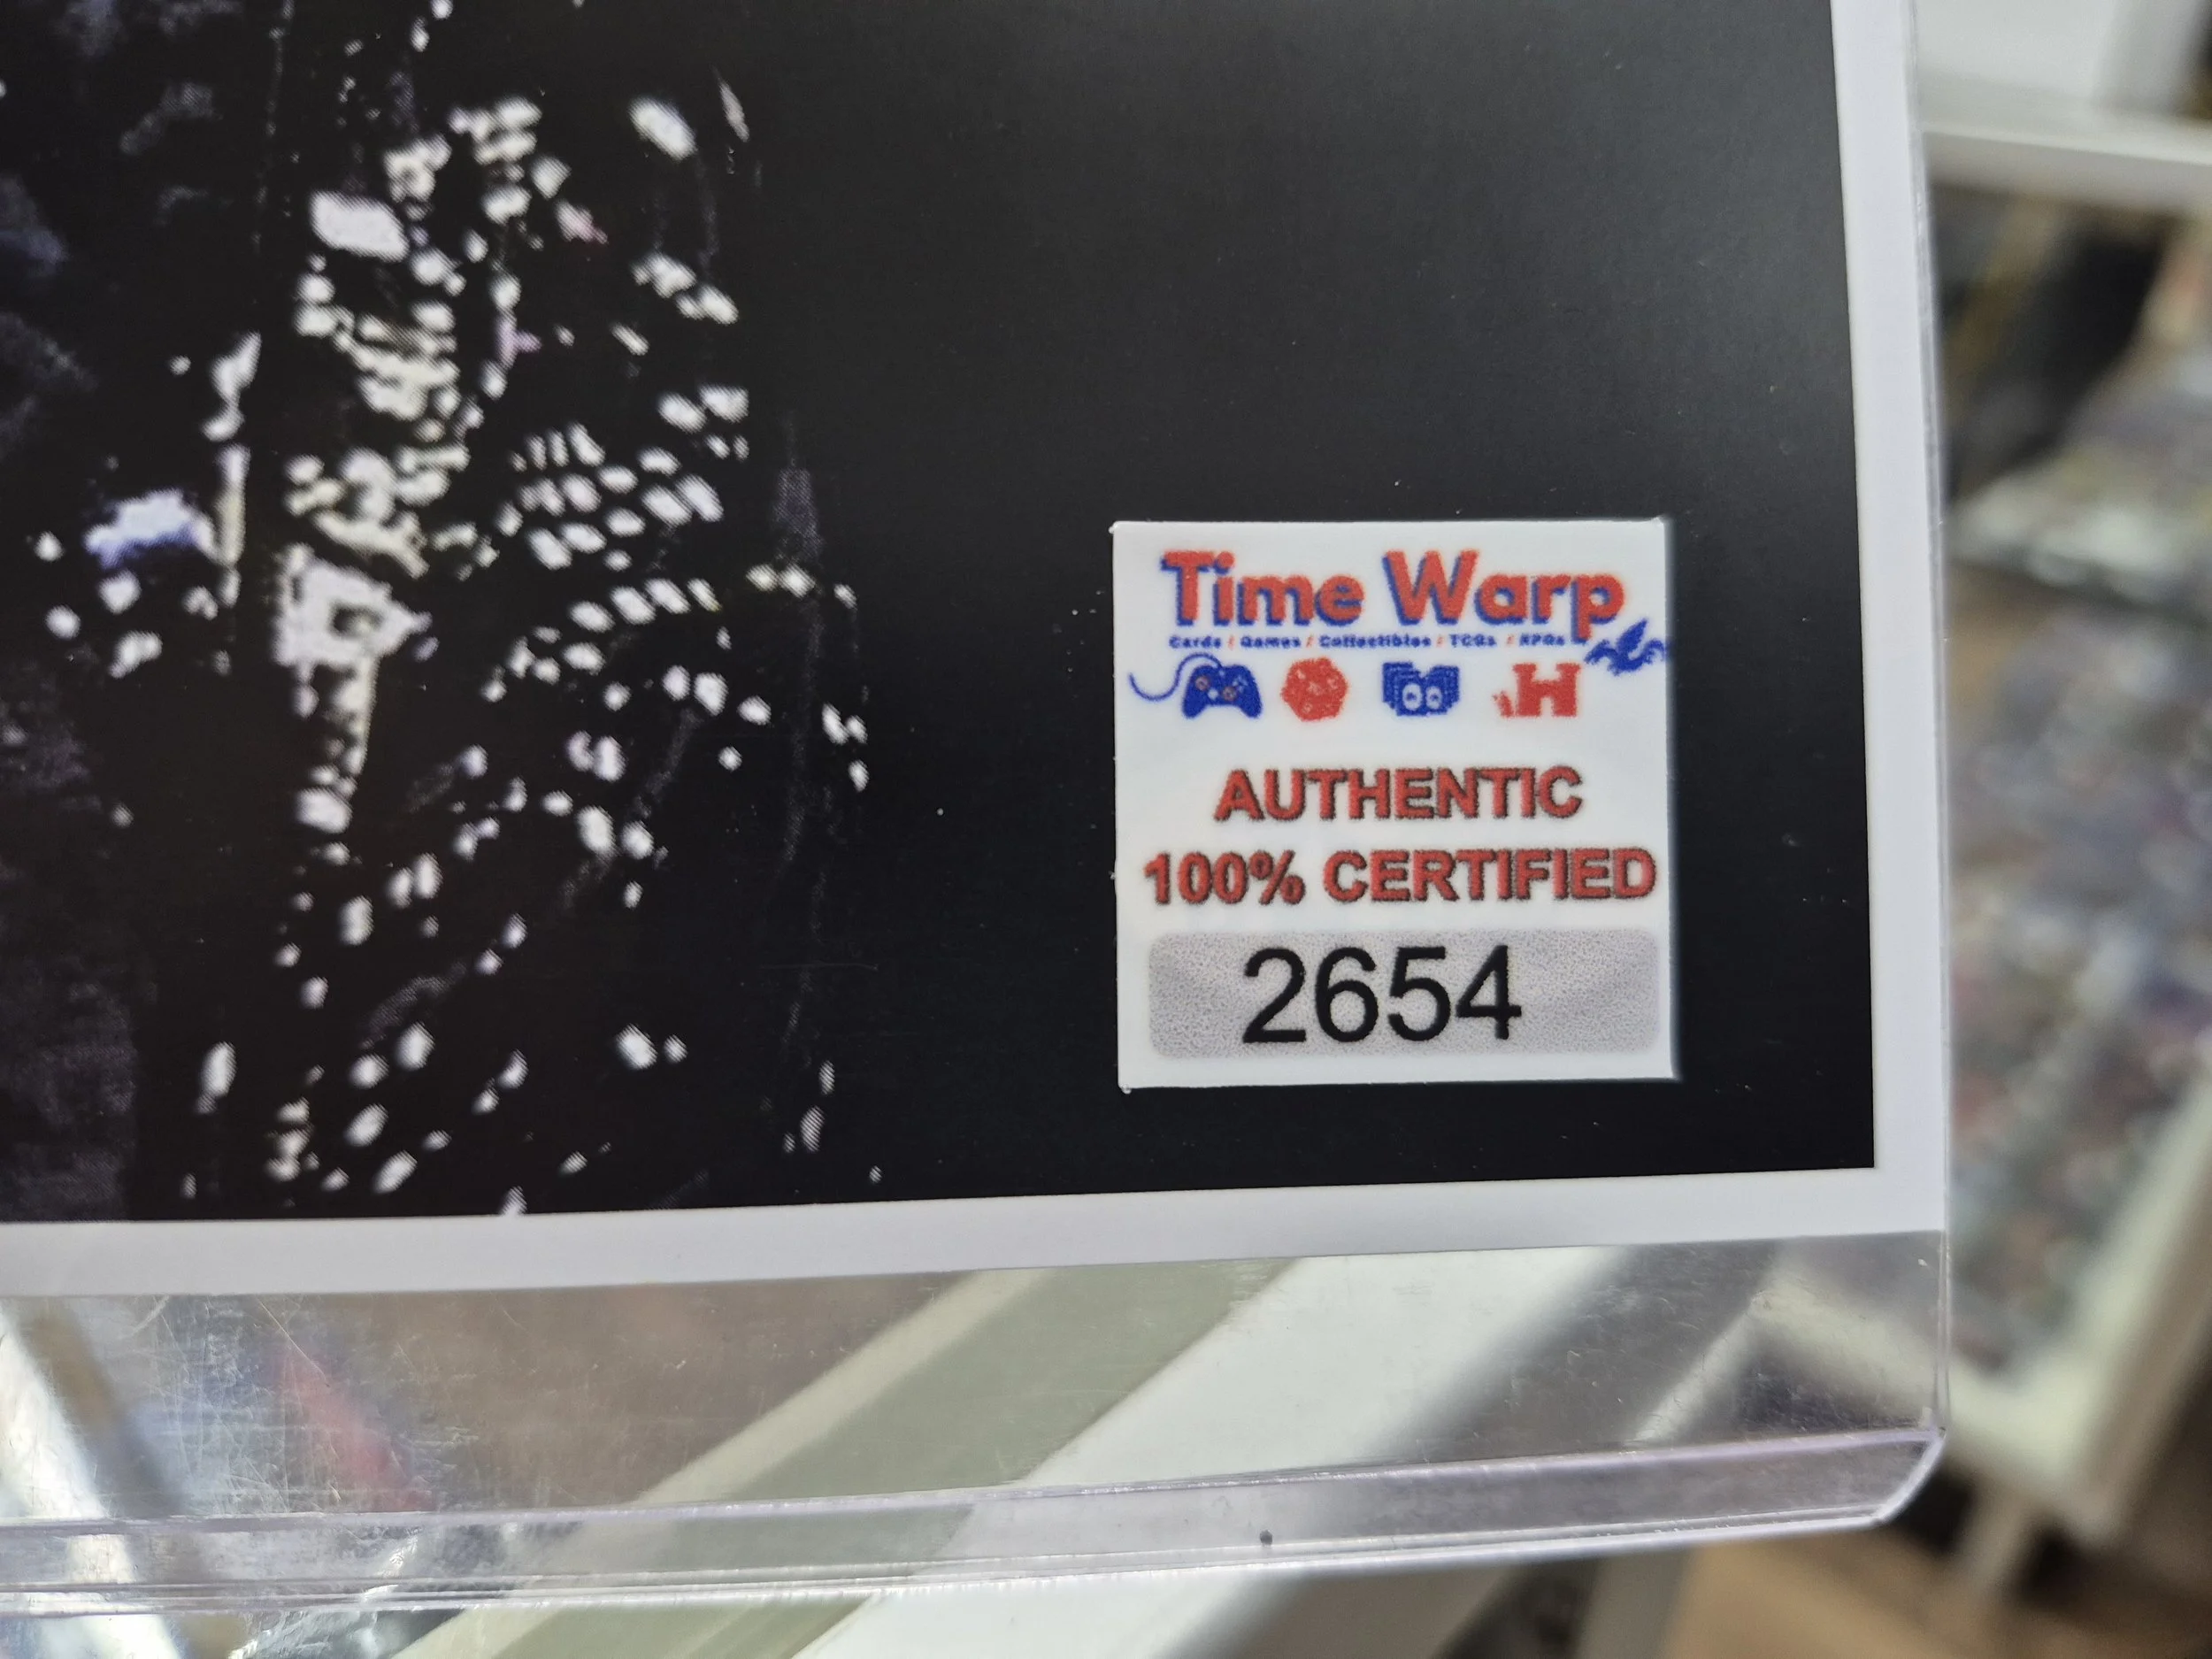 Time Warp
Cards / Games / Collectibles / TCGs / RPGs
AUTHENTIC
100% CERTIFIED
2654